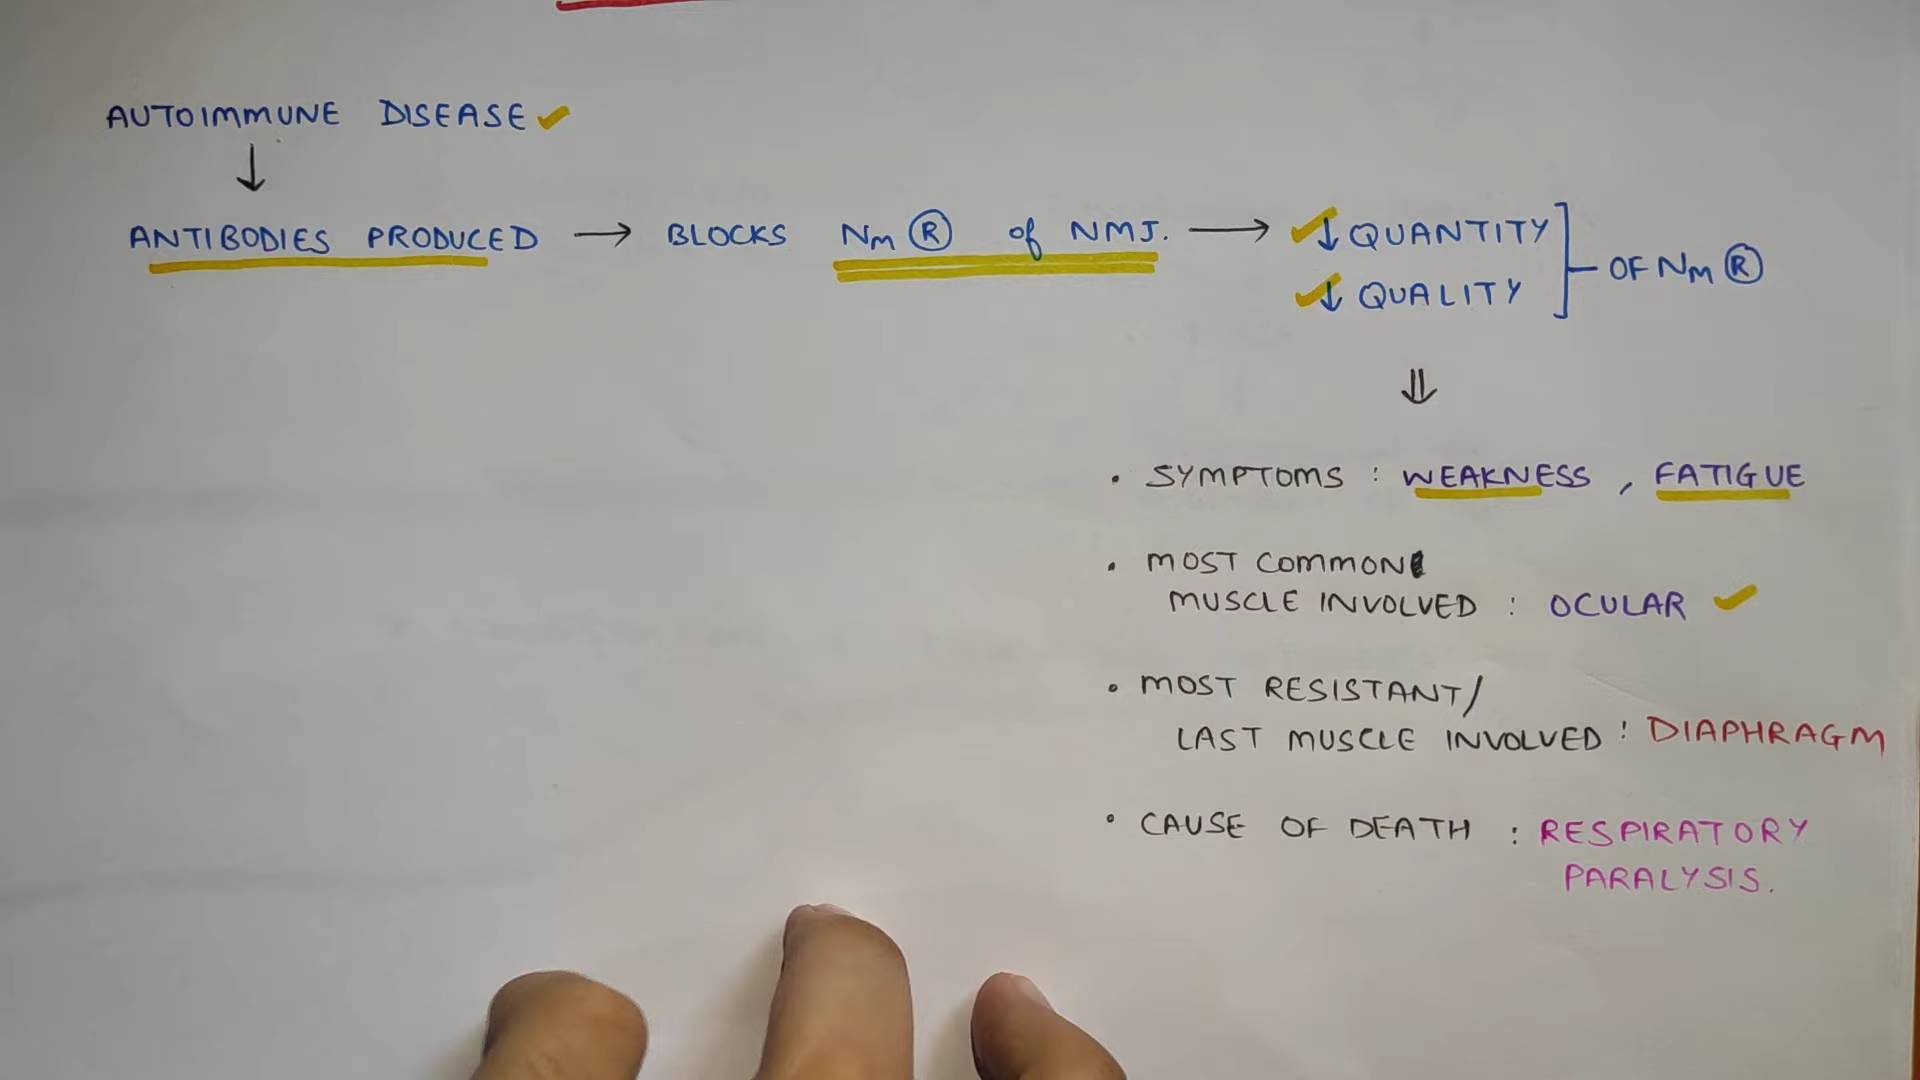 AUTOIMMUNE DISEASE ✓
↓
ANTIBODIES PRODUCED → BLOCKS Nm Ⓡ of NMJ. → ↓ QUANTITY
↓ QUALITY
OF Nm Ⓡ
⇓
• SYMPTOMS : WEAKNESS , FATIGUE
• MOST COMMON
MUSCLE INVOLVED : OCULAR ✓
• MOST RESISTANT/
LAST MUSCLE INVOLVED : DIAPHRAGM
• CAUSE OF DEATH : RESPIRATORY
PARALYSIS.